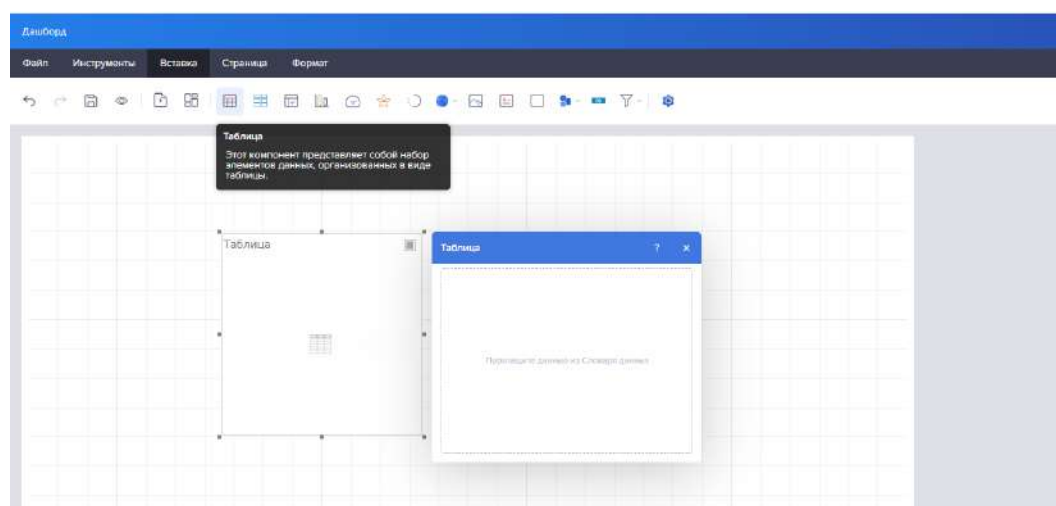 Дашборд
Файл Инструменты Вставка Страница Формат
Таблица
Этот компонент представляет собой набор
элементов данных, организованных в виде
таблицы.
Таблица
Таблица ? ×
Перетащите данные из Словаря данных